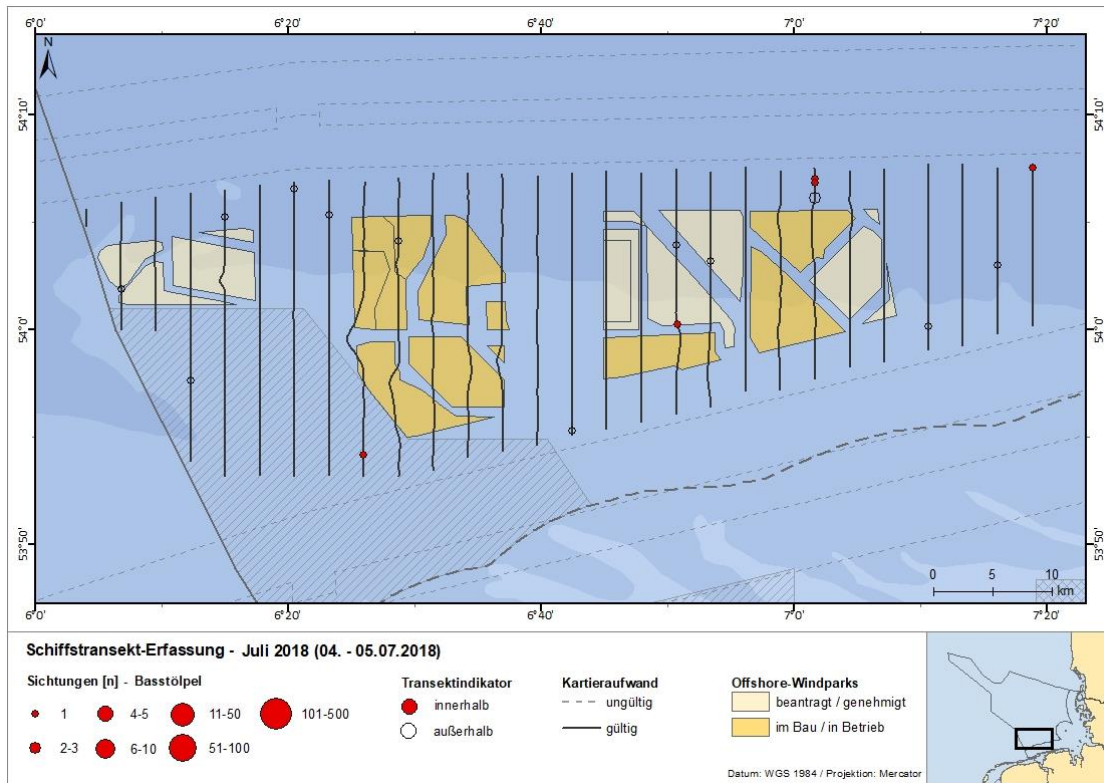 6°0' 6°20' 6°40' 7°0' 7°20'
N
54°10' 54°10'
54°0' 54°0'
53°50' 53°50'
0 5 10
km
6°0' 6°20' 6°40' 7°0' 7°20'
Schiffstransekt-Erfassung - Juli 2018 (04. - 05.07.2018)
Sichtungen [n] - Basstölpel
1 4-5 11-50 101-500
2-3 6-10 51-100
Transektindikator
innerhalb
außerhalb
Kartieraufwand
ungültig
gültig
Offshore-Windparks
beantragt / genehmigt
im Bau / in Betrieb
Datum: WGS 1984 / Projektion: Mercator